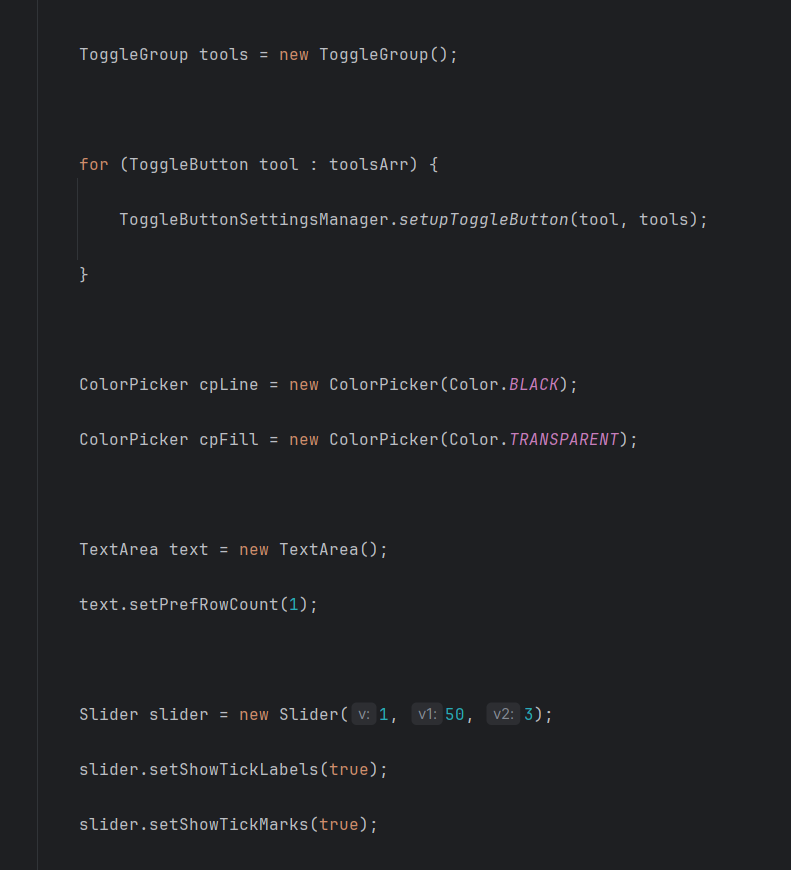 ToggleGroup tools = new ToggleGroup();
for (ToggleButton tool : toolsArr) {
ToggleButtonSettingsManager.setupToggleButton(tool, tools);
}
ColorPicker cpLine = new ColorPicker(Color.BLACK);
ColorPicker cpFill = new ColorPicker(Color.TRANSPARENT);
TextArea text = new TextArea();
text.setPrefRowCount(1);
Slider slider = new Slider( v: 1, v1: 50, v2: 3);
slider.setShowTickLabels(true);
slider.setShowTickMarks(true);